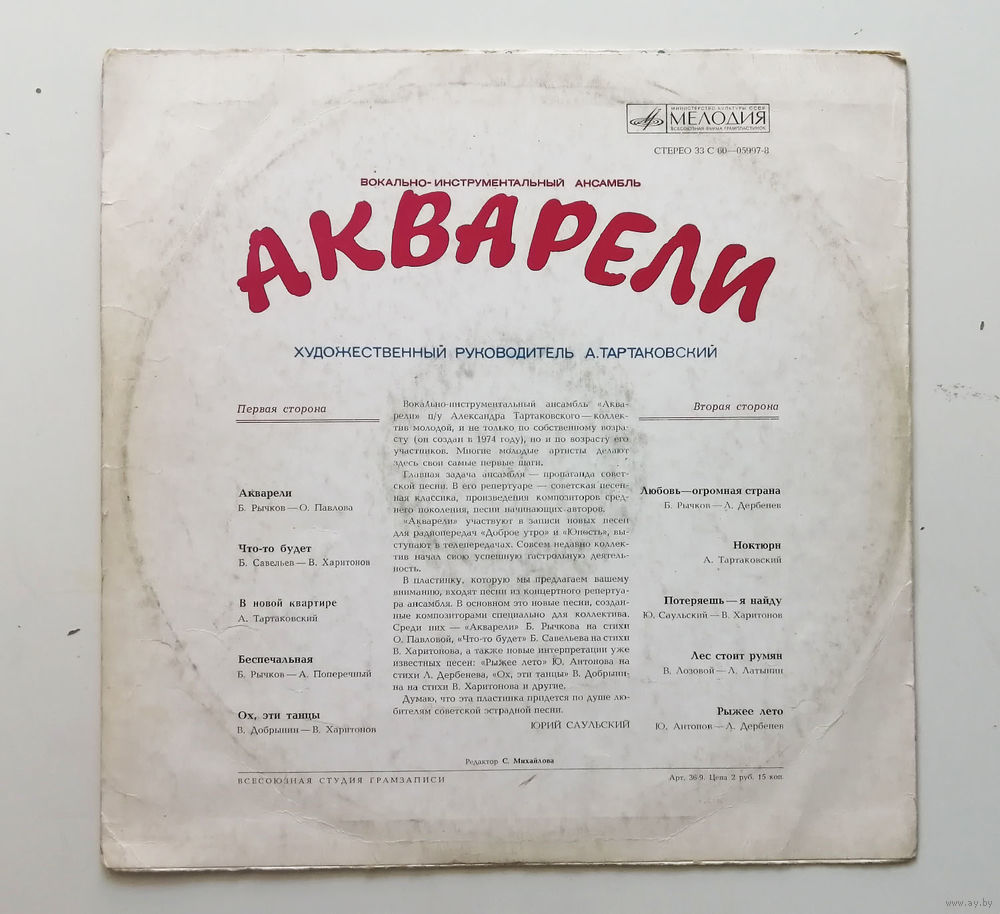 МИНИСТЕРСТВО КУЛЬТУРЫ СССР
МЕЛОДИЯ
ВСЕСОЮЗНАЯ ФИРМА ГРАМПЛАСТИНОК
СТЕРЕО 33 С 60—05997-8
ВОКАЛЬНО-ИНСТРУМЕНТАЛЬНЫЙ АНСАМБЛЬ
АКВАРЕЛИ
ХУДОЖЕСТВЕННЫЙ РУКОВОДИТЕЛЬ А.ТАРТАКОВСКИЙ
Первая сторона
Акварели
Б. Рычков—О. Павлова
Что-то будет
Б. Савельев—В. Харитонов
В новой квартире
А. Тартаковский
Беспечальная
Б. Рычков—А. Поперечный
Ох, эти танцы
В. Добрынин—В. Харитонов
Вокально-инструментальный ансамбль «Аква-
рели» п/у Александра Тартаковского—коллек-
тив молодой, и не только по собственному возра-
сту (он создан в 1974 году), но и по возрасту его
участников. Многие молодые артисты делают
здесь свои самые первые шаги.
Главная задача ансамбля — пропаганда совет-
ской песни. В его репертуаре — советская песен-
ная классика, произведения композиторов сред-
него поколения, песни начинающих авторов.
«Акварели» участвуют в записи новых песен
для радиопередач «Доброе утро» и «Юность», вы-
ступают в телепередачах. Совсем недавно коллек-
тив начал свою успешную гастрольную деятель-
ность.
В пластинку, которую мы предлагаем вашему
вниманию, входят песни из концертного репертуа-
ра ансамбля. В основном это новые песни, создан-
ные композиторами специально для коллектива.
Среди них — «Акварели» Б. Рычкова на стихи
О. Павловой, «Что-то будет» Б. Савельева на стихи
В. Харитонова, а также новые интерпретации уже
известных песен: «Рыжее лето» Ю. Антонова на
стихи Л. Дербенева, «Ох, эти танцы» В. Добрыни-
на на стихи В. Харитонова и другие.
Думаю, что эта пластинка придется по душе лю-
бителям советской эстрадной песни.
ЮРИЙ САУЛЬСКИЙ
Вторая сторона
Любовь—огромная страна
Б. Рычков—Л. Дербенев
Ноктюрн
А. Тартаковский
Потеряешь—я найду
Ю. Саульский—В. Харитонов
Лес стоит румян
В. Лозовой—Л. Латынин
Рыжее лето
Ю. Антонов—Л. Дербенев
Редактор С. Михайлова
ВСЕСОЮЗНАЯ СТУДИЯ ГРАМЗАПИСИ
Арт. 36-9. Цена 2 руб. 15 коп.
www.ay.by